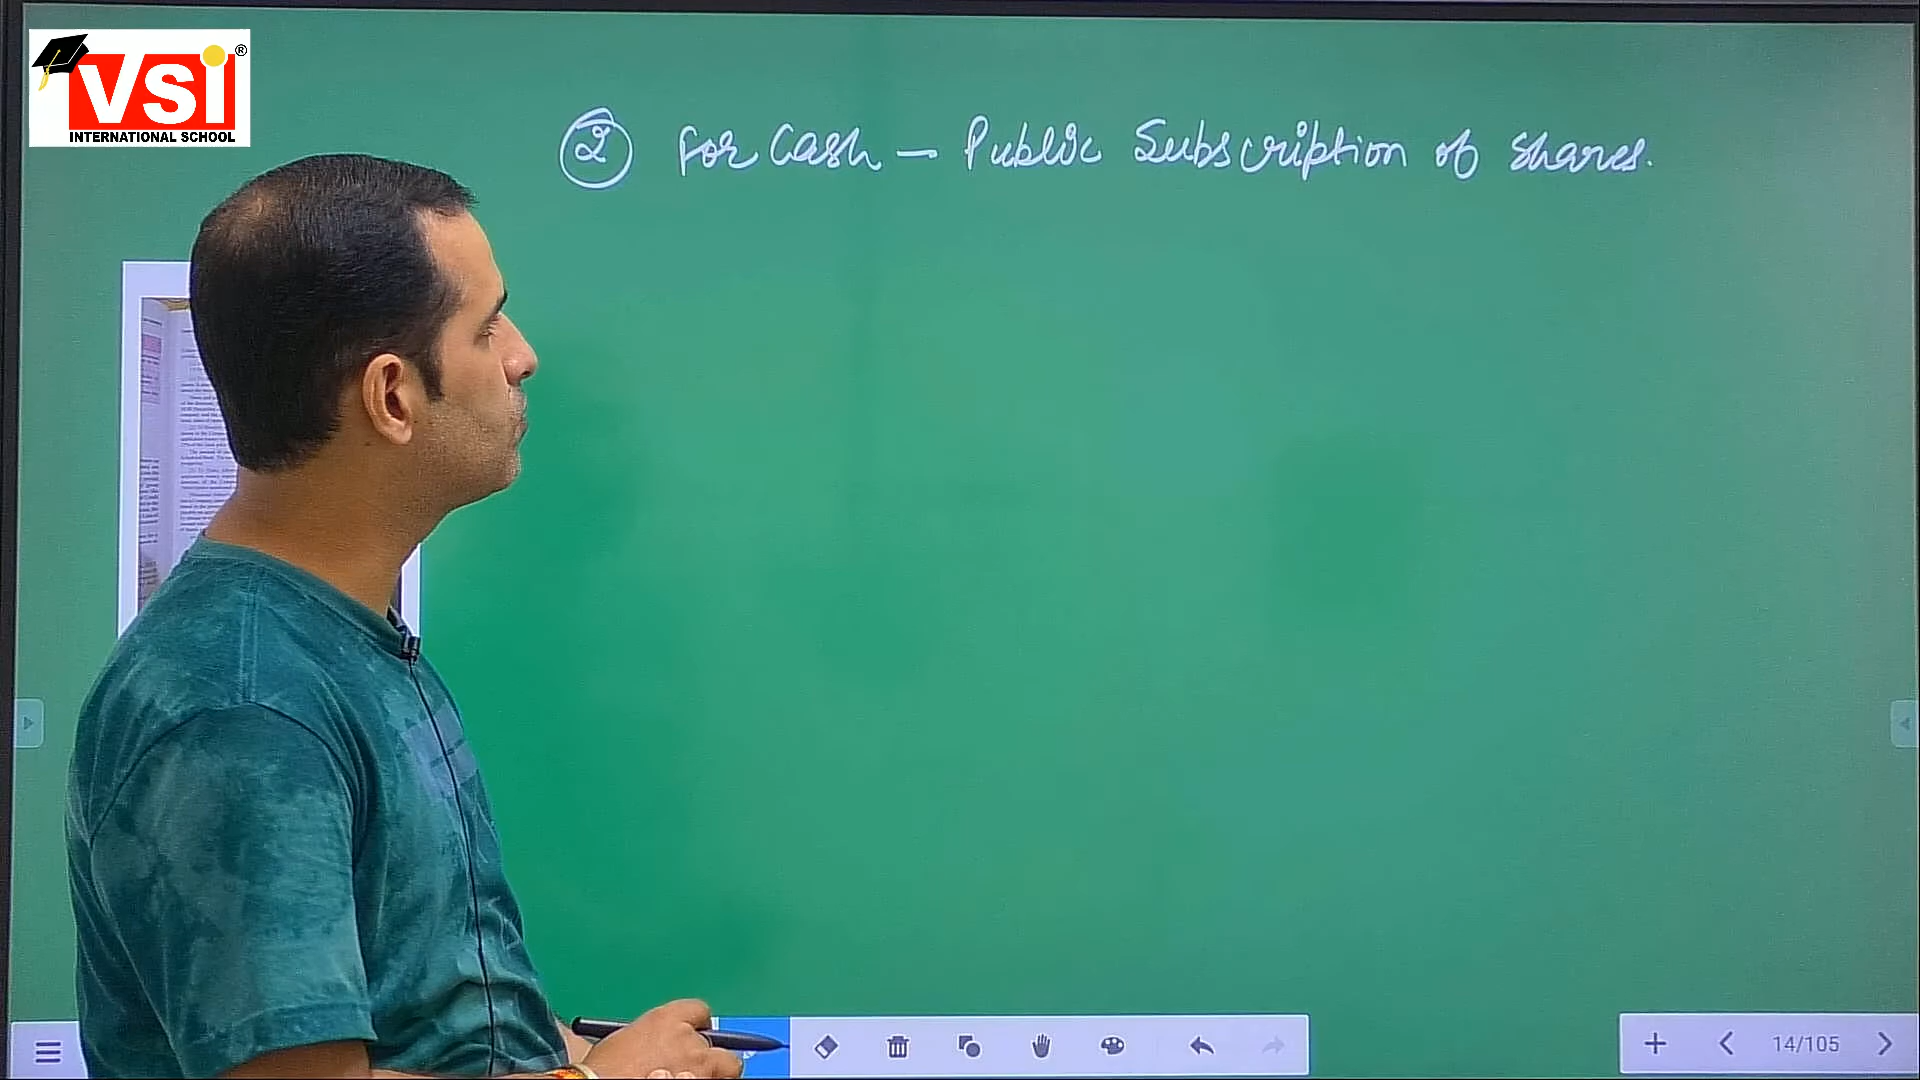 VSI ®
INTERNATIONAL SCHOOL
② For Cash – Public Subscription of shares.
14/105